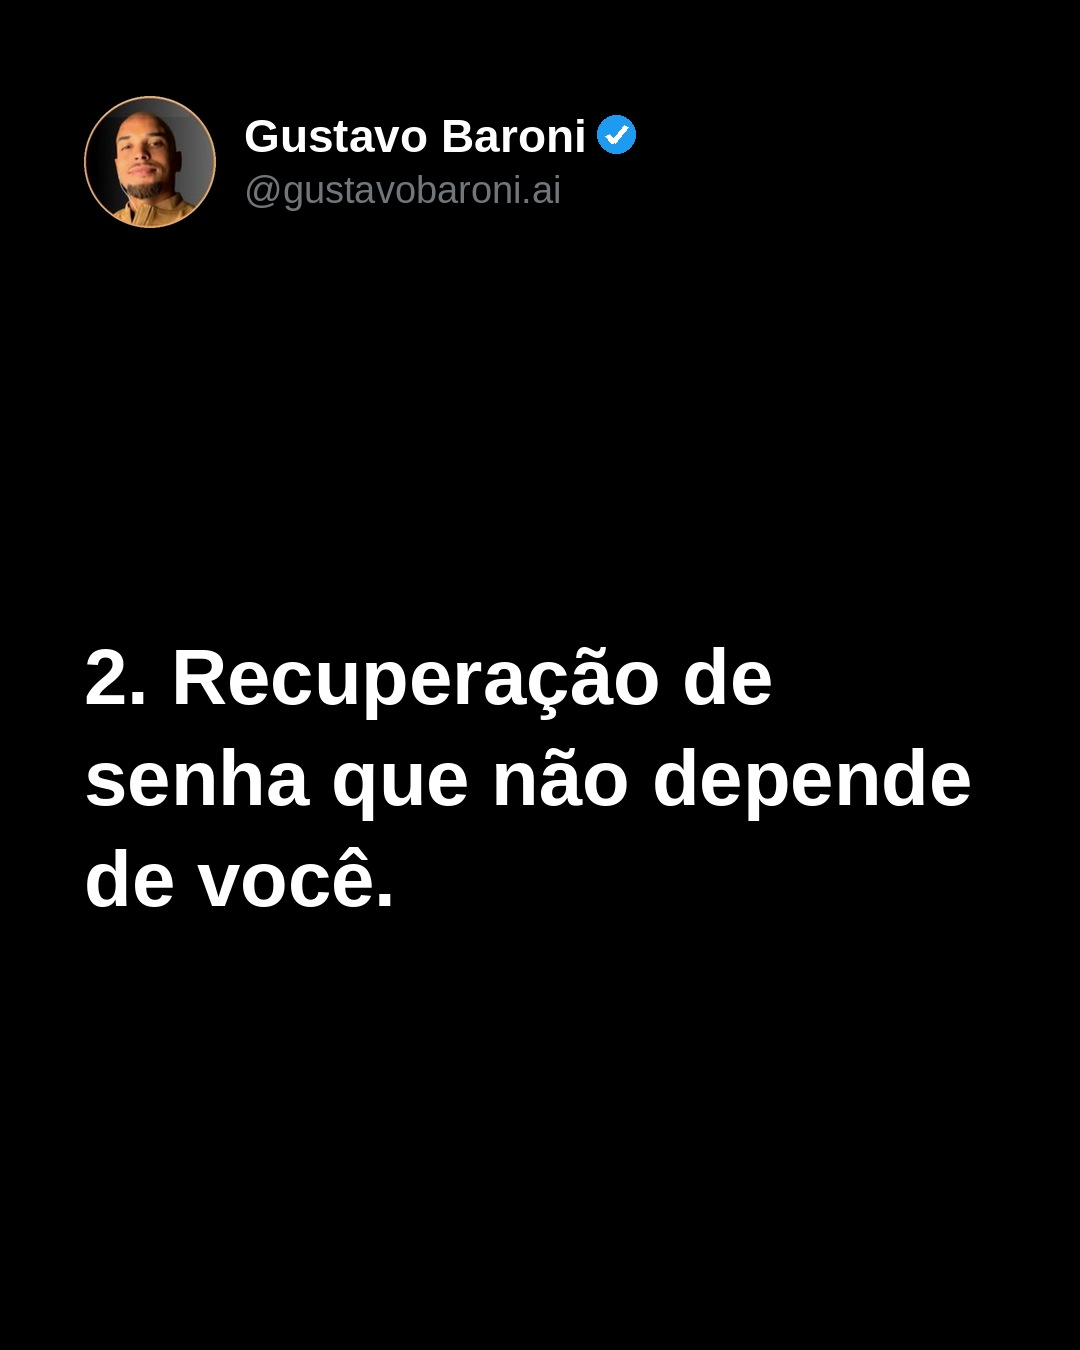 Gustavo Baroni
@gustavobaroni.ai
2. Recuperação de
senha que não depende
de você.